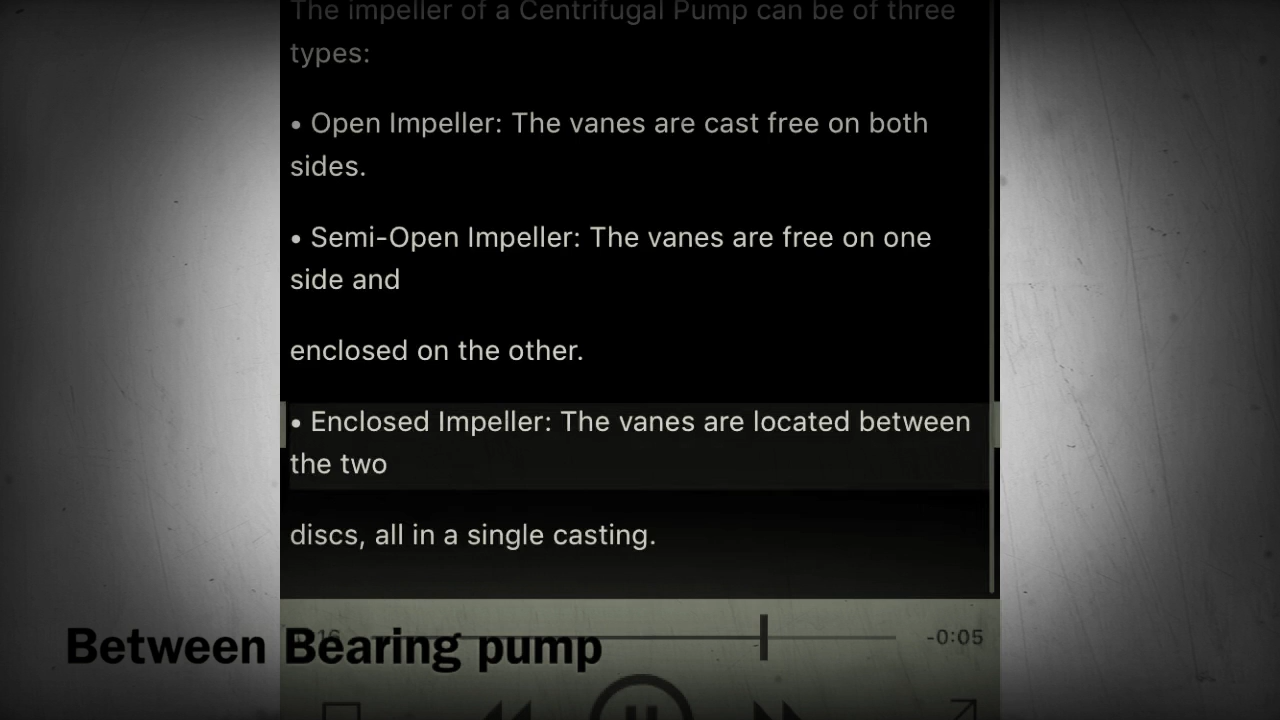 The impeller of a Centrifugal Pump can be of three
types:
• Open Impeller: The vanes are cast free on both
sides.
• Semi-Open Impeller: The vanes are free on one
side and
enclosed on the other.
• Enclosed Impeller: The vanes are located between
the two
discs, all in a single casting.
-0:05
Between Bearing pump